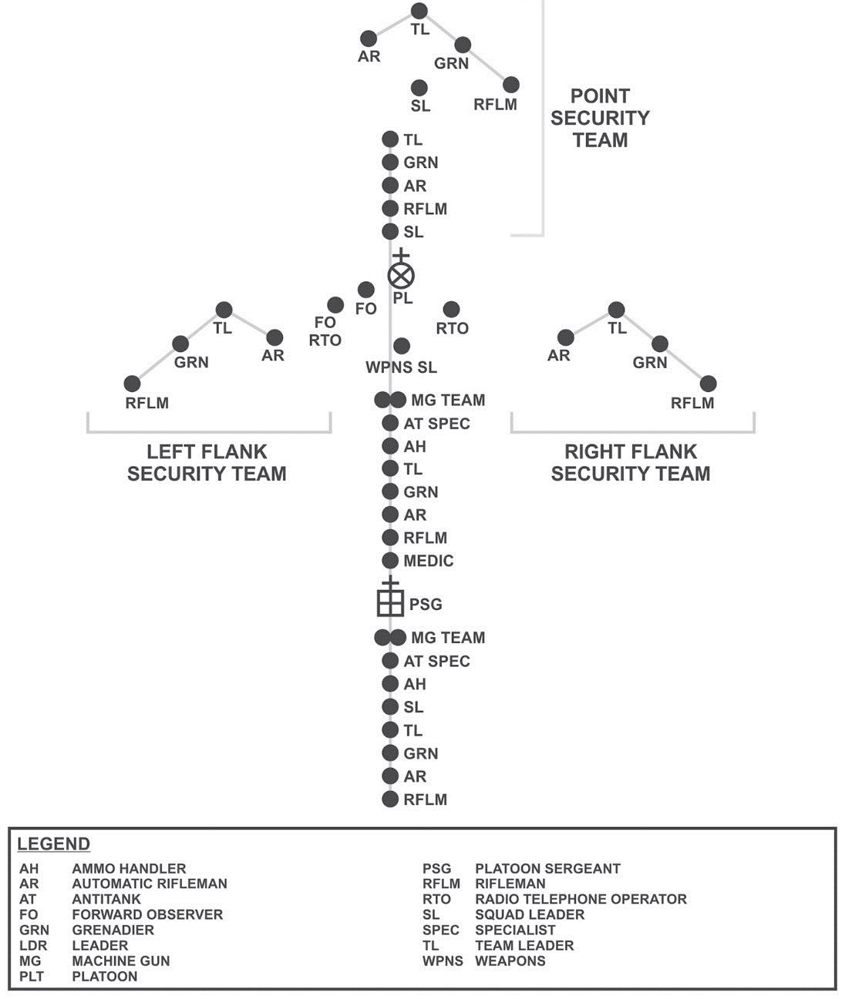 TL
AR
GRN
SL
RFLM
POINT
SECURITY
TEAM
TL
GRN
AR
RFLM
SL
PL
FO
FO
RTO
RTO
WPNS SL
TL
GRN
AR
RFLM
LEFT FLANK
SECURITY TEAM
TL
AR
GRN
RFLM
RIGHT FLANK
SECURITY TEAM
MG TEAM
AT SPEC
AH
TL
GRN
AR
RFLM
MEDIC
PSG
MG TEAM
AT SPEC
AH
SL
TL
GRN
AR
RFLM
LEGEND
AH AMMO HANDLER
AR AUTOMATIC RIFLEMAN
AT ANTITANK
FO FORWARD OBSERVER
GRN GRENADIER
LDR LEADER
MG MACHINE GUN
PLT PLATOON
PSG PLATOON SERGEANT
RFLM RIFLEMAN
RTO RADIO TELEPHONE OPERATOR
SL SQUAD LEADER
SPEC SPECIALIST
TL TEAM LEADER
WPNS WEAPONS